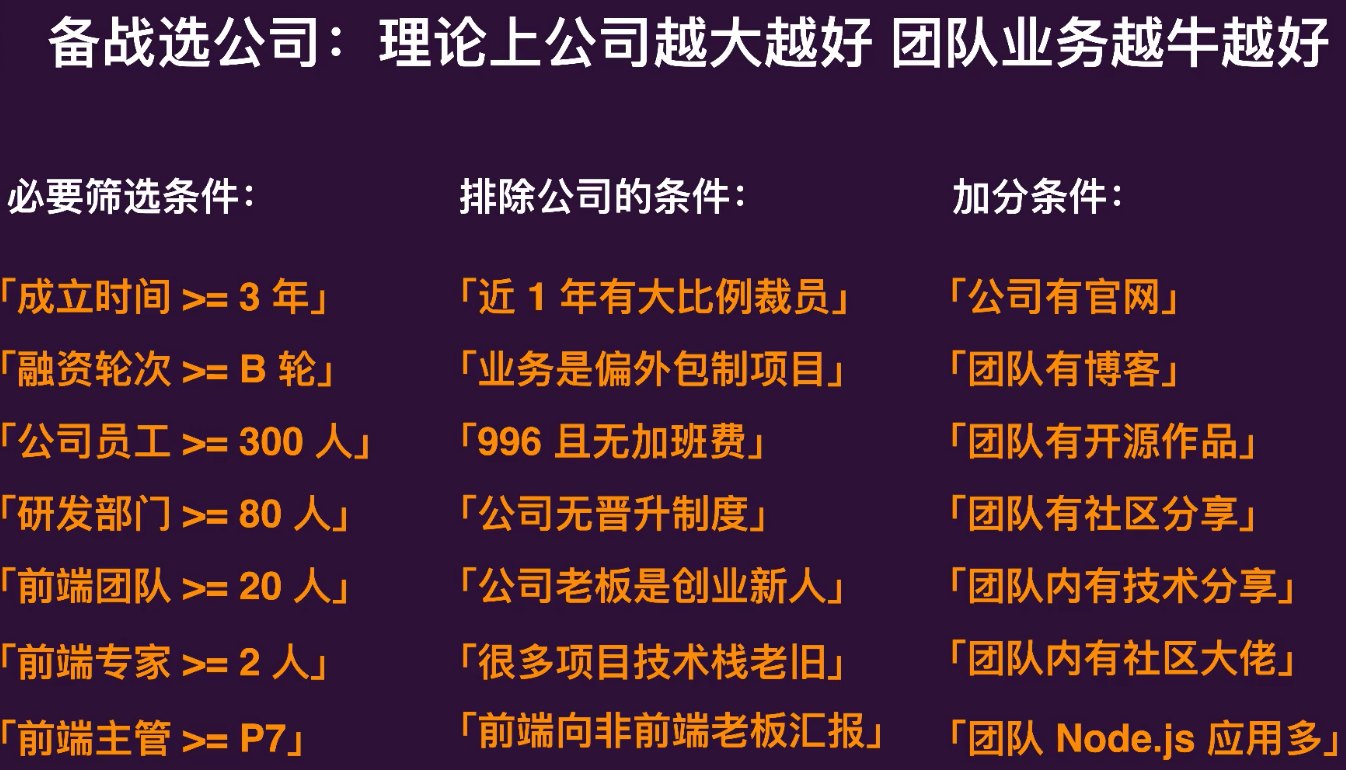 备战选公司：理论上公司越大越好 团队业务越牛越好
必要筛选条件：
「成立时间 >= 3 年」
「融资轮次 >= B 轮」
「公司员工 >= 300 人」
「研发部门 >= 80 人」
「前端团队 >= 20 人」
「前端专家 >= 2 人」
「前端主管 >= P7」
排除公司的条件：
「近 1 年有大比例裁员」
「业务是偏外包制项目」
「996 且无加班费」
「公司无晋升制度」
「公司老板是创业新人」
「很多项目技术栈老旧」
「前端向非前端老板汇报」
加分条件：
「公司有官网」
「团队有博客」
「团队有开源作品」
「团队有社区分享」
「团队内有技术分享」
「团队内有社区大佬」
「团队 Node.js 应用多」